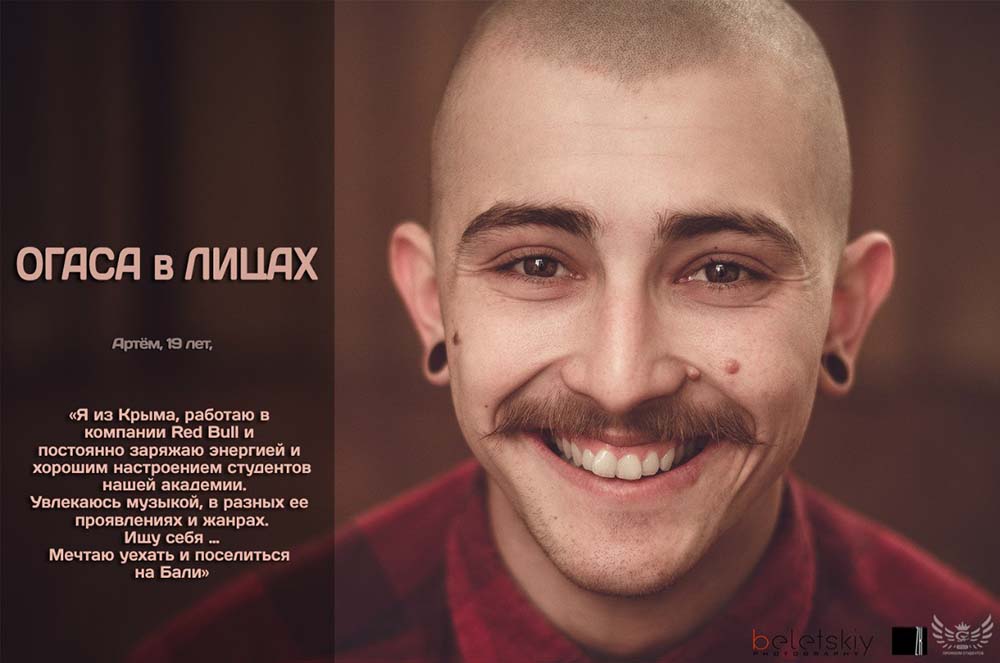 ОГАСА в ЛИЦАХ
Артём, 19 лет,
«Я из Крыма, работаю в
компании Red Bull и
постоянно заряжаю энергией и
хорошим настроением студентов
нашей академии.
Увлекаюсь музыкой, в разных ее
проявлениях и жанрах.
Ищу себя ...
Мечтаю уехать и поселиться
на Бали»
beletskiy
PHOTOGRAPHY